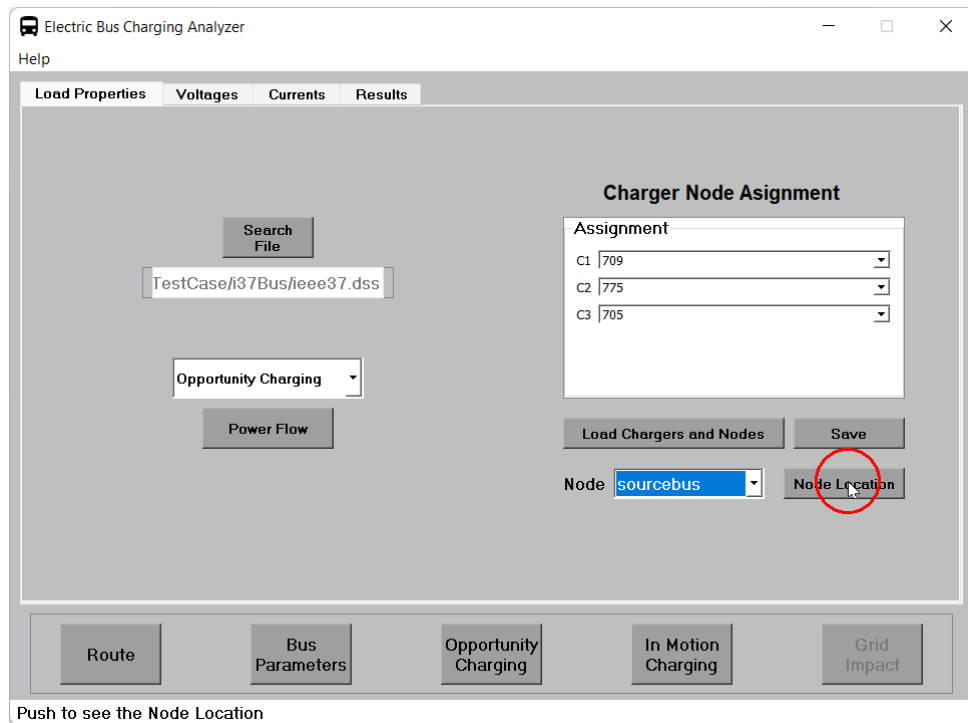 Electric Bus Charging Analyzer
Help
Load Properties
Voltages
Currents
Results
Charger Node Asignment
Search
File
TestCase/i37Bus/ieee37.dss
Assignment
C1 709
C2 775
C3 705
Opportunity Charging
Power Flow
Load Chargers and Nodes
Save
Node sourcebus
Node Location
Route
Bus
Parameters
Opportunity
Charging
In Motion
Charging
Grid
Impact
Push to see the Node Location